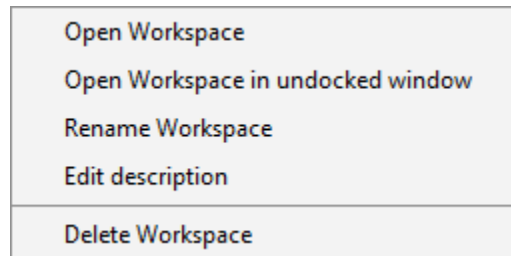 Open Workspace
Open Workspace in undocked window
Rename Workspace
Edit description
Delete Workspace